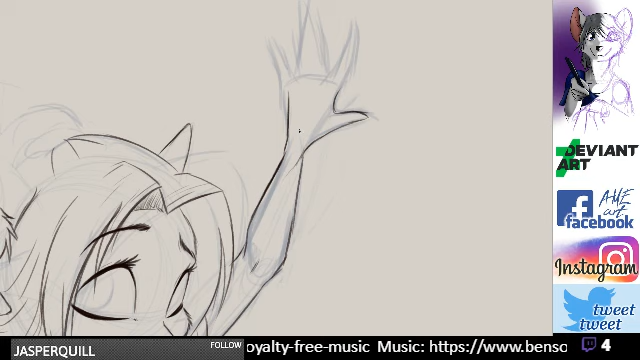 DEVIANT
ART
AHE
art
facebook
Instagram
tweet
tweet
JASPERQUILL
FOLLOW
oyalty-free-music Music: https://www.benso
4